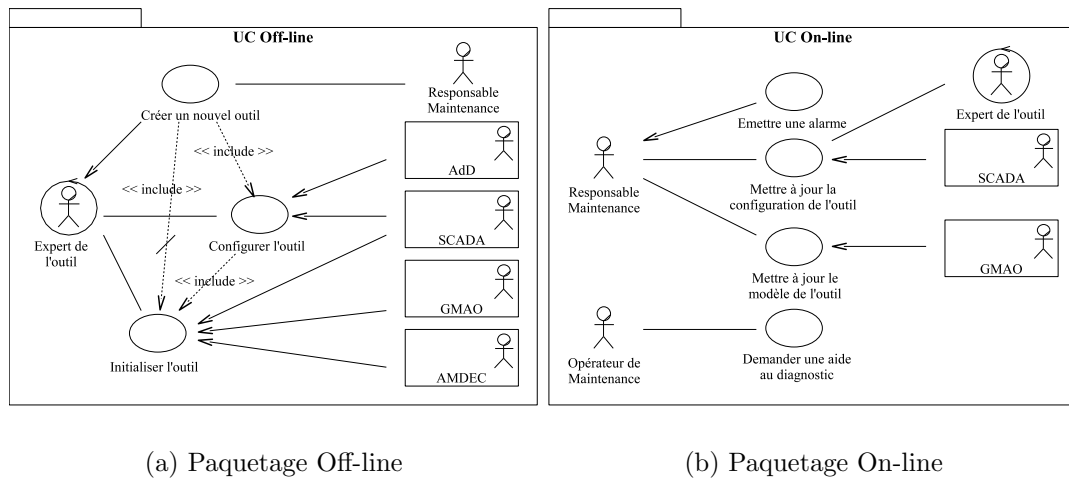 UC Off-line
Responsable
Maintenance
Créer un nouvel outil
<< include >>
AdD
<< include >>
Expert de
l'outil
Configurer l'outil
SCADA
<< include >>
GMAO
Initialiser l'outil
AMDEC
(a) Paquetage Off-line
UC On-line
Emettre une alarme
Expert de l'outil
Responsable
Maintenance
Mettre à jour la
configuration de l'outil
SCADA
Mettre à jour le
modèle de l'outil
GMAO
Opérateur de
Maintenance
Demander une aide
au diagnostic
(b) Paquetage On-line